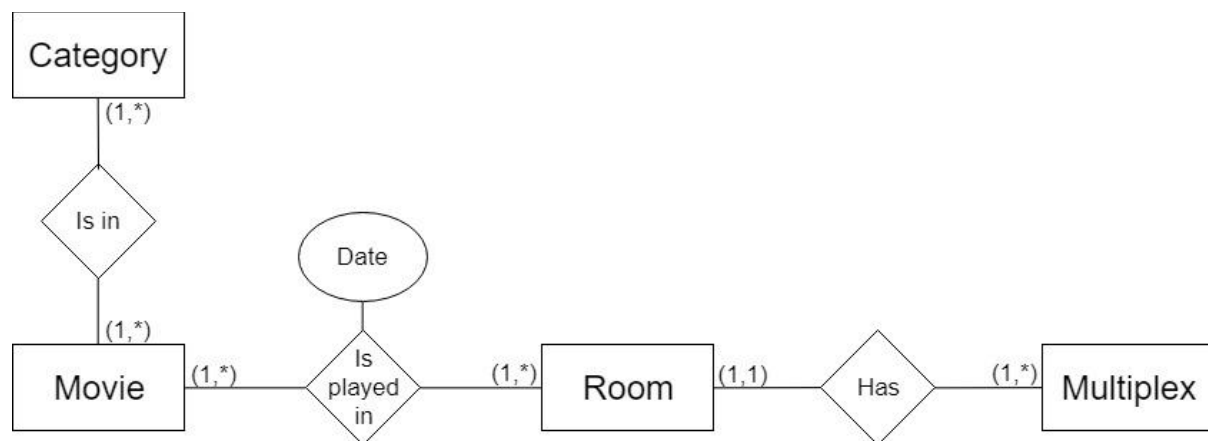 Category
(1,*)
Is in
Date
(1,*)
Movie
(1,*)
Is
played
in
(1,*)
Room
(1,1)
Has
(1,*)
Multiplex